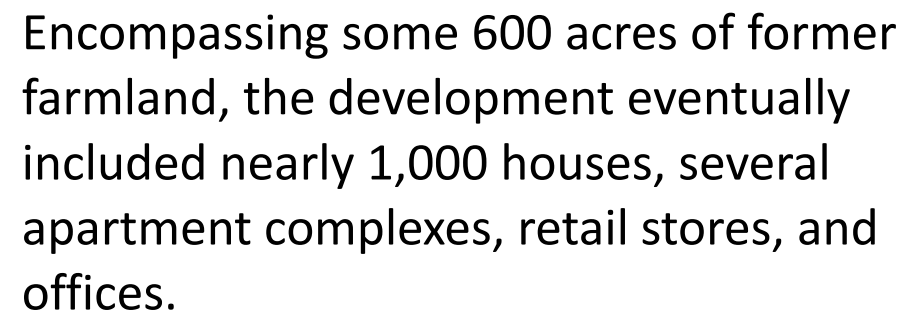 Encompassing some 600 acres of former
farmland, the development eventually
included nearly 1,000 houses, several
apartment complexes, retail stores, and
offices.